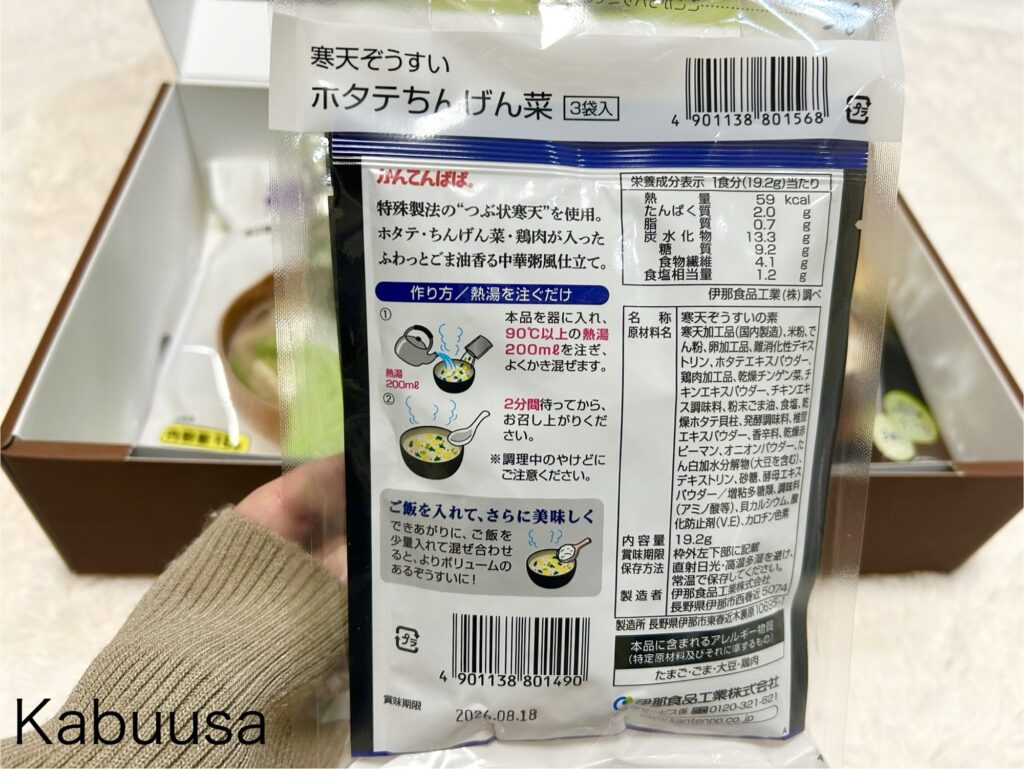 寒天ぞうすい
ホタテちんげん菜 3袋入
4 901138 801568
プラ
かんてんぱぱ®
特殊製法の“つぶ状寒天”を使用。
ホタテ・ちんげん菜・鶏肉が入った
ふわっとごま油香る中華粥風仕立て。
作り方/熱湯を注ぐだけ
①
本品を器に入れ、
90℃以上の熱湯
200mlを注ぎ、
よくかき混ぜます。
熱湯
200ml
②
2分間待ってから、
お召し上がりくだ
さい。
※調理中のやけどに
ご注意ください。
ご飯を入れて、さらに美味しく
できあがりに、ご飯を
少量入れて混ぜ合わせ
ると、よりボリュームの
あるぞうすいに!
プラ
4 901138 801490
賞味期限
2026.08.18
栄養成分表示 1食分(19.2g)当たり
熱量 59 kcal
たんぱく質 2.0 g
脂質 0.7 g
炭水化物 13.3 g
糖質 9.2 g
食物繊維 4.1 g
食塩相当量 1.2 g
伊那食品工業(株)調べ
名称 寒天ぞうすいの素
原材料名 寒天加工品(国内製造)、米粉、で
ん粉、卵加工品、難消化性デキス
トリン、ホタテエキスパウダー、
鶏肉加工品、乾燥チンゲン菜、チ
キンエキスパウダー、チキンエキ
ス調味料、粉末ごま油、食塩、乾
燥ホタテ貝柱、発酵調味料、椎茸
エキスパウダー、香辛料、乾燥赤
ピーマン、オニオンパウダー、たん
白加水分解物(大豆を含む)、
デキストリン、砂糖、酵母エキス
パウダー/増粘多糖類、調味料
(アミノ酸等)、貝カルシウム、酸
化防止剤(V.E)、カロチン色素
内容量 19.2g
賞味期限 枠外左下部に記載
保存方法 直射日光・高温多湿を避け、
常温で保存してください。
製造者 伊那食品工業株式会社
長野県伊那市西春近 5074
製造所 長野県伊那市東春近木裏原10695-7
本品に含まれるアレルギー物質
(特定原材料及びそれに準ずるもの)
たまご・ごま・大豆・鶏肉
伊那食品工業株式会社
0120-321-621
www.kantenpp.co.jp
Kabuusa